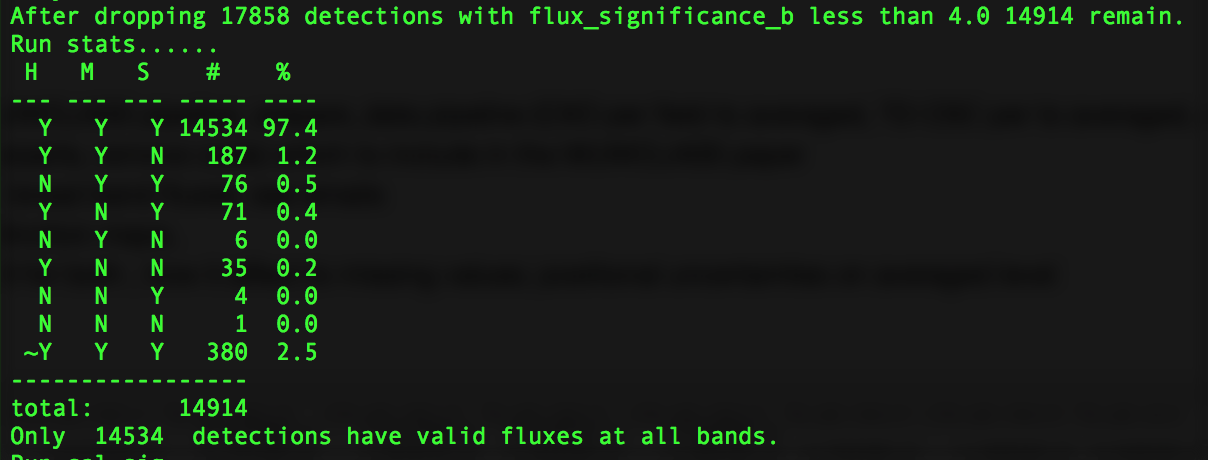 After dropping 17858 detections with flux_significance_b less than 4.0 14914 remain.
Run stats......
H M S # %
--- --- --- ----- ----
Y Y Y 14534 97.4
Y Y N 187 1.2
N Y Y 76 0.5
Y N Y 71 0.4
N Y N 6 0.0
Y N N 35 0.2
N N Y 4 0.0
N N N 1 0.0
~Y Y Y 380 2.5
-----------------
total: 14914
Only 14534 detections have valid fluxes at all bands.